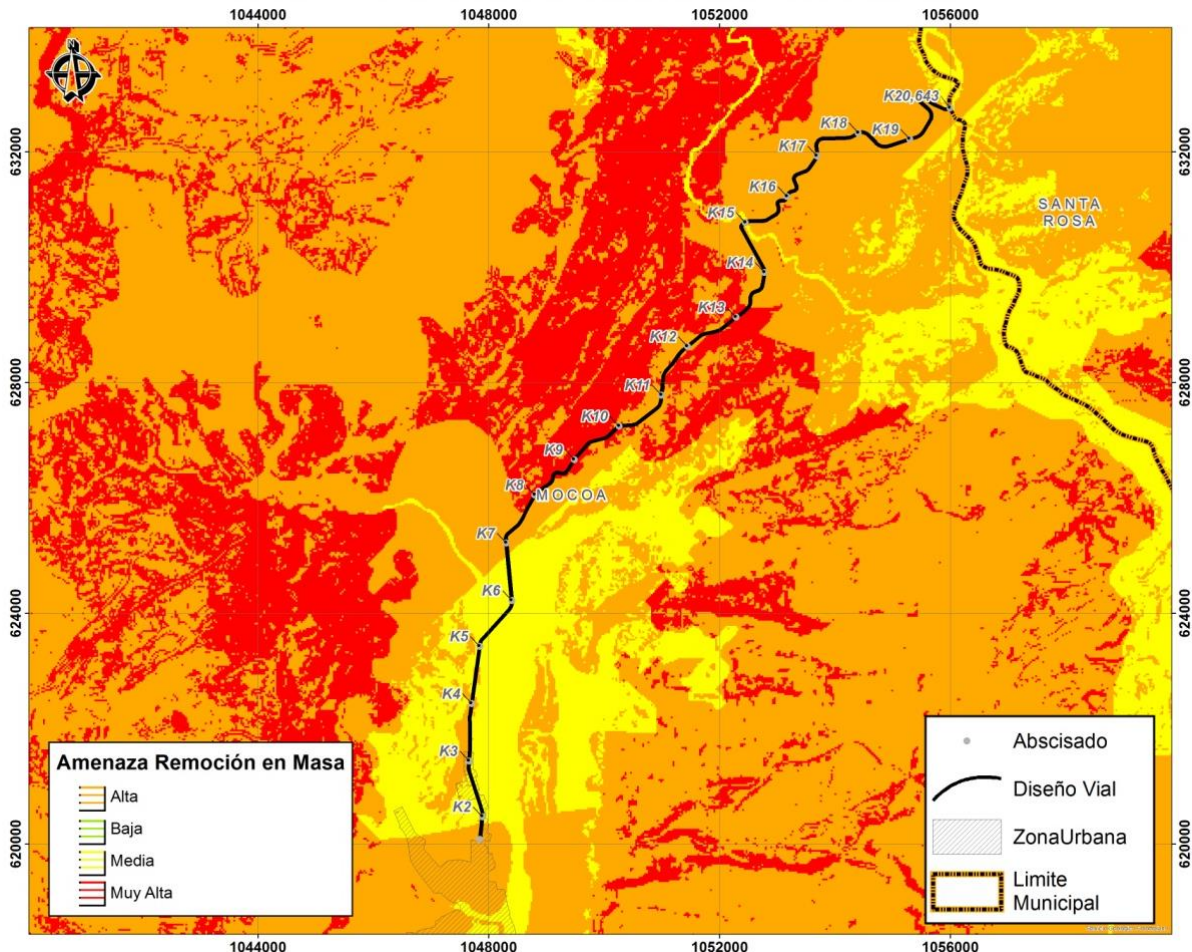 1044000
1048000
1052000
1056000
632000
632000
628000
628000
624000
624000
620000
620000
K20,643
K18
K19
K17
K16
SANTA
ROSA
K15
K14
K13
K12
K11
K10
K9
K8
MOCOA
K7
K6
K5
K4
K3
K2
Amenaza Remoción en Masa
Alta
Baja
Media
Muy Alta
Abscisado
Diseño Vial
ZonaUrbana
Limite
Municipal
1044000
1048000
1052000
1056000